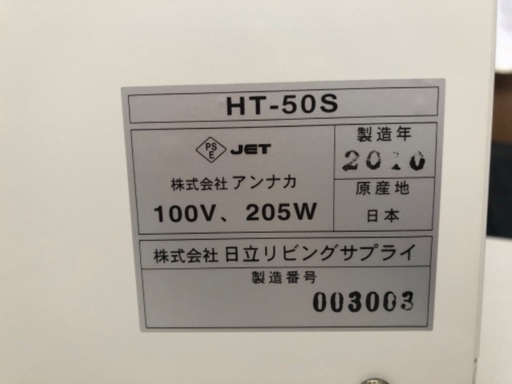 HT-50S
PS
E
JET
株式会社 アンナカ
100V、205W
製造年
2010
原産地
日本
株式会社 日立リビングサプライ
製造番号
003003